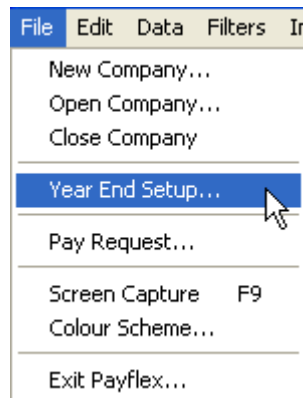 File Edit Data Filters
New Company...
Open Company...
Close Company
Year End Setup...
Pay Request...
Screen Capture F9
Colour Scheme...
Exit Payflex...